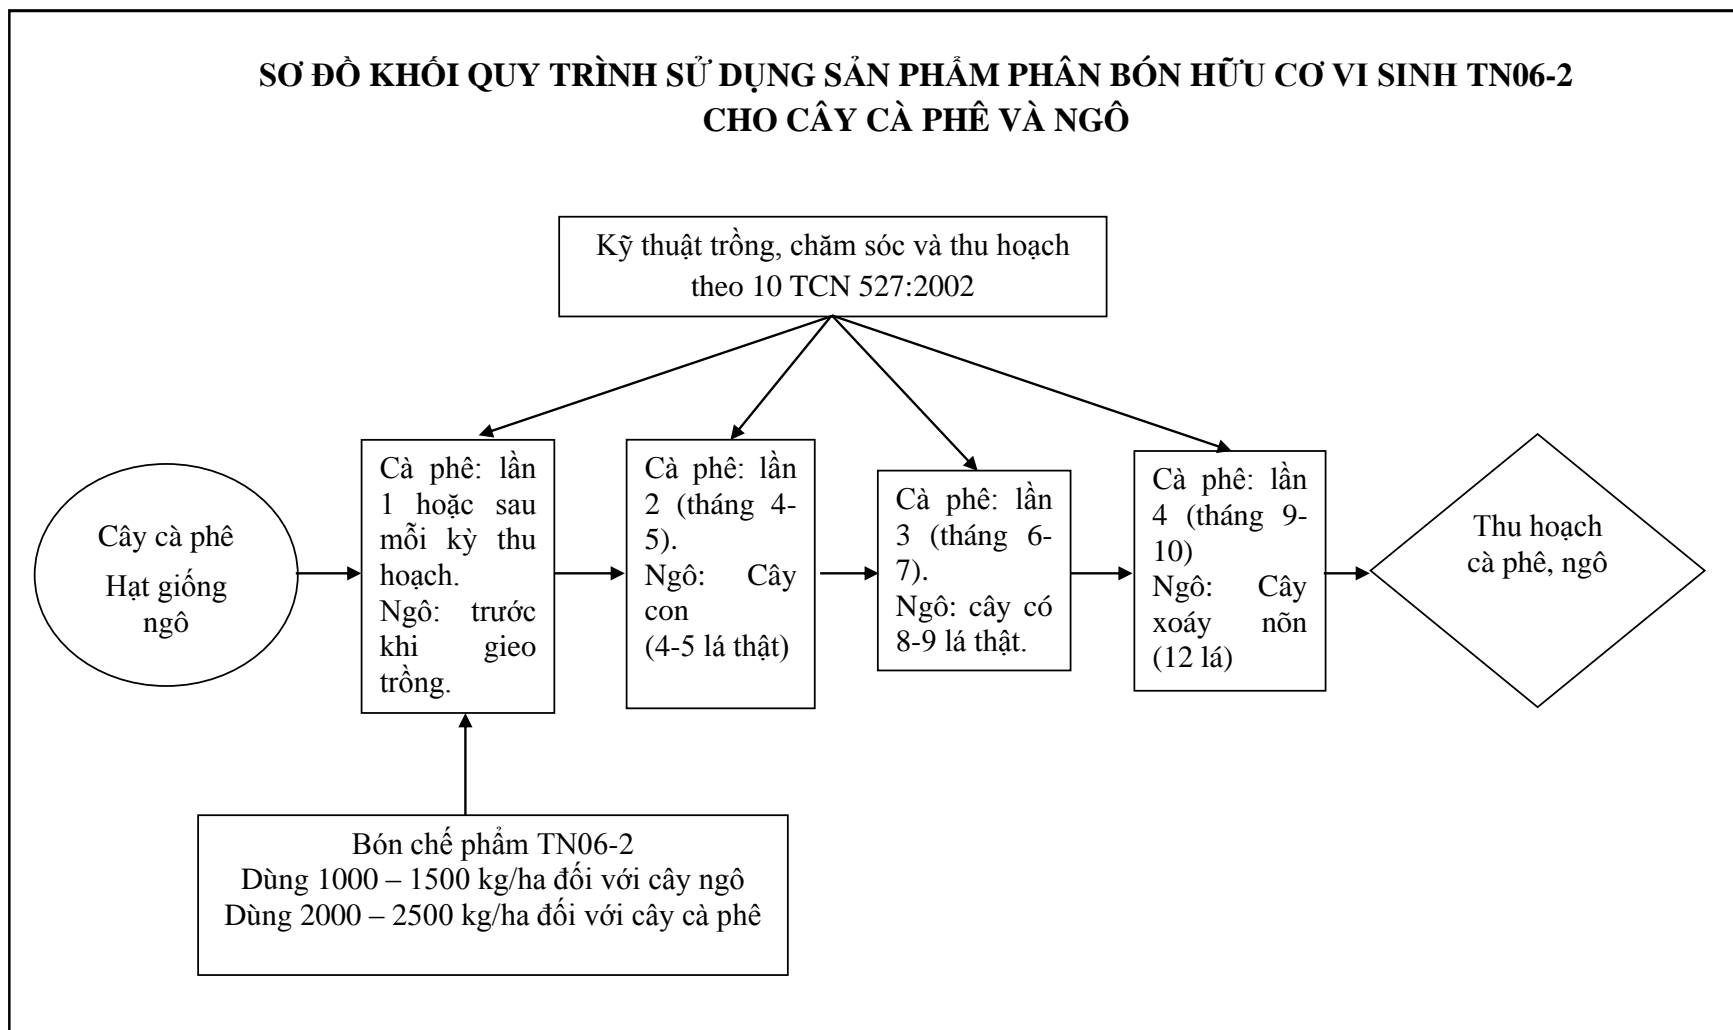 SƠ ĐỒ KHỐI QUY TRÌNH SỬ DỤNG SẢN PHẨM PHÂN BÓN HỮU CƠ VI SINH TN06-2
CHO CÂY CÀ PHÊ VÀ NGÔ
Kỹ thuật trồng, chăm sóc và thu hoạch
theo 10 TCN 527:2002
Cây cà phê
Hạt giống
ngô
Cà phê: lần
1 hoặc sau
mỗi kỳ thu
hoạch.
Ngô: trước
khi gieo
trồng.
Cà phê: lần
2 (tháng 4-
5).
Ngô: Cây
con
(4-5 lá thật)
Cà phê: lần
3 (tháng 6-
7).
Ngô: cây có
8-9 lá thật.
Cà phê: lần
4 (tháng 9-
10)
Ngô: Cây
xoáy nõn
(12 lá)
Thu hoạch
cà phê, ngô
Bón chế phẩm TN06-2
Dùng 1000 – 1500 kg/ha đối với cây ngô
Dùng 2000 – 2500 kg/ha đối với cây cà phê